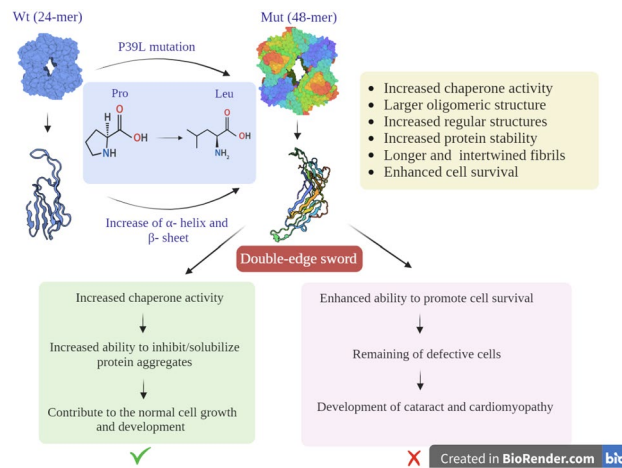 Wt (24-mer)
Mut (48-mer)
P39L mutation
Pro
Leu
H
O
OH
NH
O
OH
NH2
Increase of α- helix and
β- sheet
• Increased chaperone activity
• Larger oligomeric structure
• Increased regular structures
• Increased protein stability
• Longer and intertwined fibrils
• Enhanced cell survival
Double-edge sword
Increased chaperone activity
Increased ability to inhibit/solubilize
protein aggregates
Contribute to the normal cell growth
and development
Enhanced ability to promote cell survival
Remaining of defective cells
Development of cataract and cardiomyopathy
Created in BioRender.com
bio